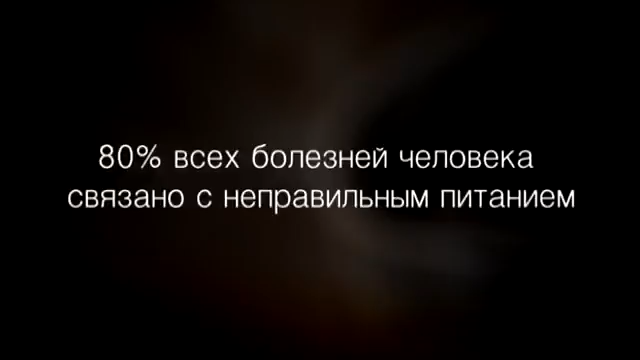 80% всех болезней человека
связано с неправильным питанием